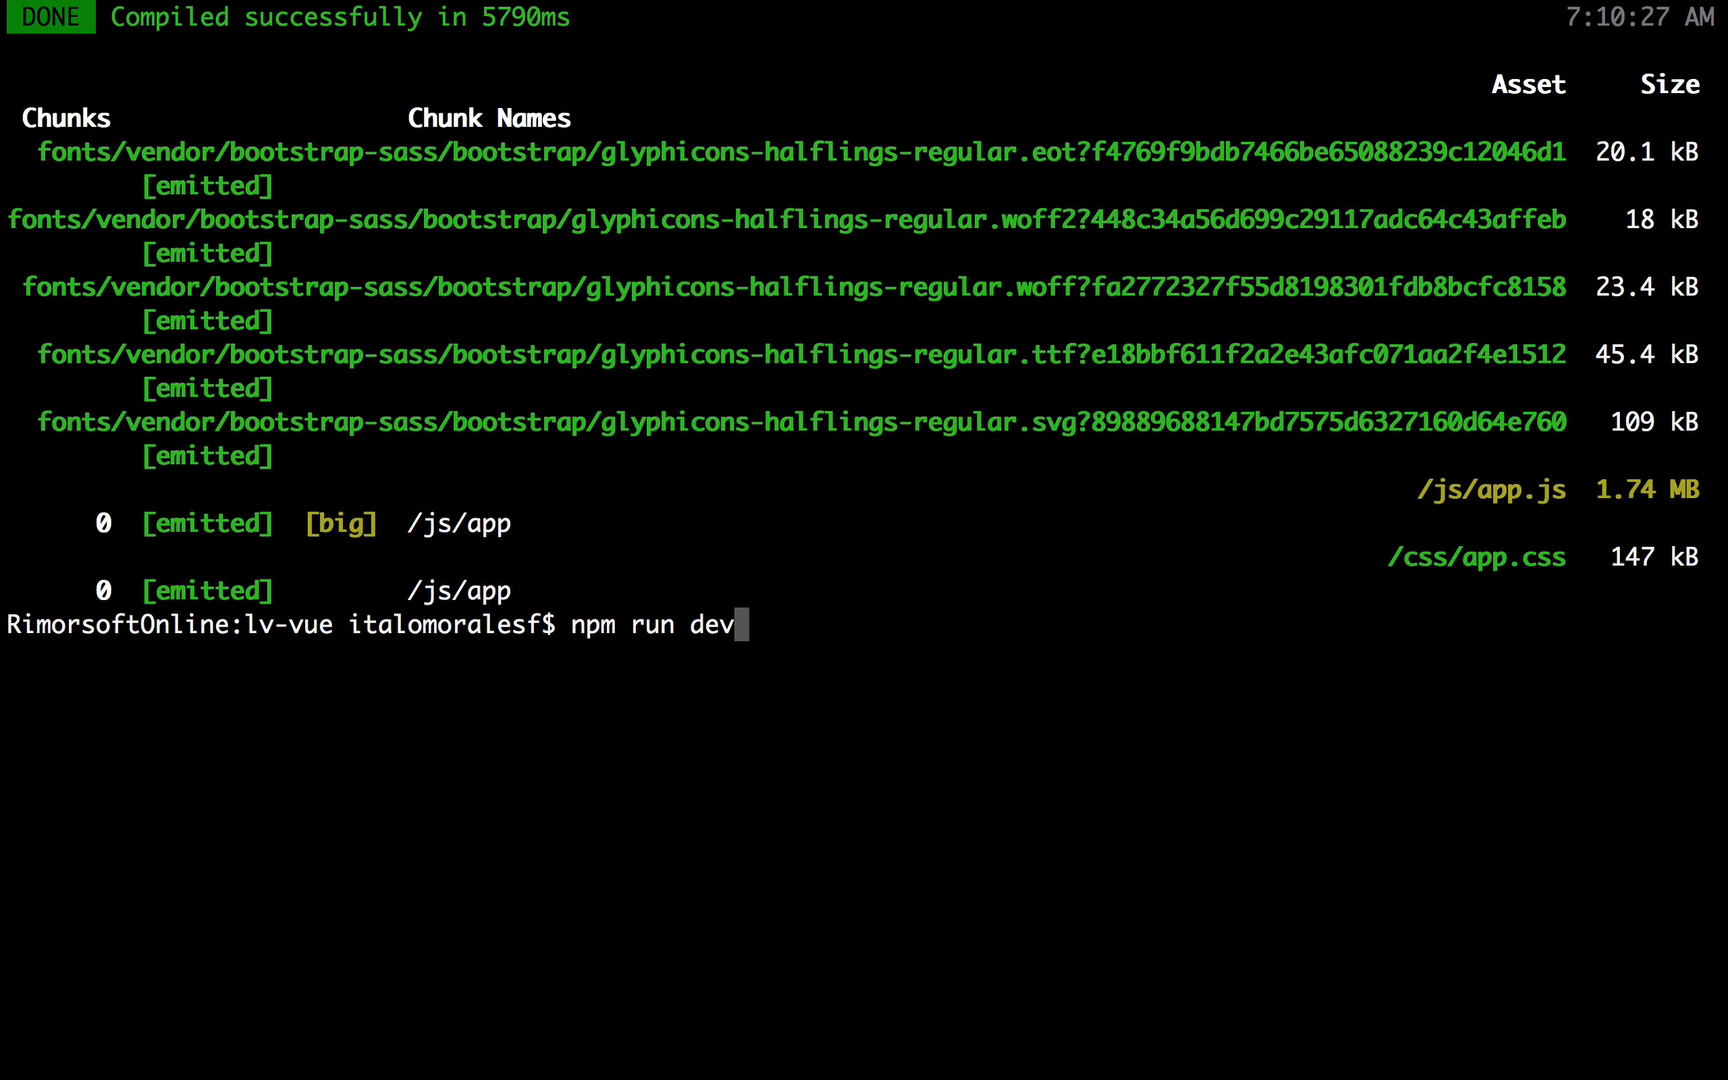 DONE Compiled successfully in 5790ms 7:10:27 AM
Asset Size
Chunks Chunk Names
fonts/vendor/bootstrap-sass/bootstrap/glyphicons-halflings-regular.eot?f4769f9bdb7466be65088239c12046d1 20.1 kB
[emitted]
fonts/vendor/bootstrap-sass/bootstrap/glyphicons-halflings-regular.woff2?448c34a56d699c29117adc64c43affeb 18 kB
[emitted]
fonts/vendor/bootstrap-sass/bootstrap/glyphicons-halflings-regular.woff?fa2772327f55d8198301fdb8bcfc8158 23.4 kB
[emitted]
fonts/vendor/bootstrap-sass/bootstrap/glyphicons-halflings-regular.ttf?e18bbf611f2a2e43afc071aa2f4e1512 45.4 kB
[emitted]
fonts/vendor/bootstrap-sass/bootstrap/glyphicons-halflings-regular.svg?89889688147bd7575d6327160d64e760 109 kB
[emitted]
/js/app.js 1.74 MB
0 [emitted] [big] /js/app
/css/app.css 147 kB
0 [emitted] /js/app
RimorsoftOnline:lv-vue italomoralesf$ npm run dev